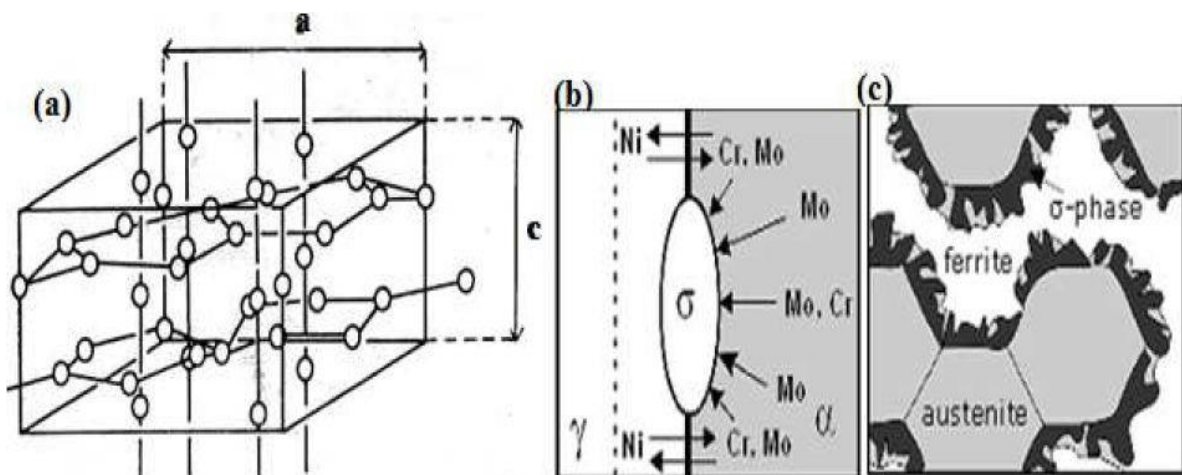 (a)
a
c
(b)
Ni
Cr, Mo
Mo
σ
Mo, Cr
Mo
γ
α
Ni
Cr, Mo
(c)
σ-phase
ferrite
austenite